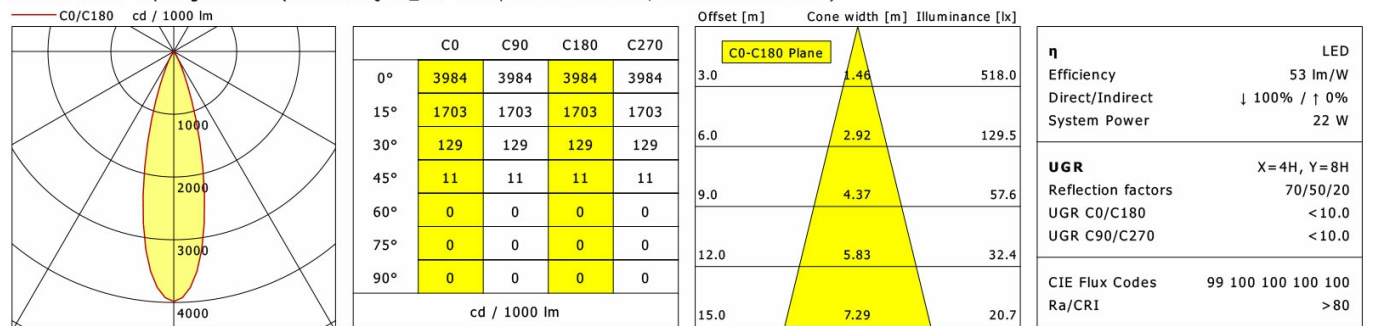 C0/C180 cd / 1000 lm
1000
2000
3000
4000
C0 C90 C180 C270
0° 3984 3984 3984 3984
15° 1703 1703 1703 1703
30° 129 129 129 129
45° 11 11 11 11
60° 0 0 0 0
75° 0 0 0 0
90° 0 0 0 0
cd / 1000 lm
Offset [m] Cone width [m] Illuminance [lx]
C0-C180 Plane
3.0 1.46 518.0
6.0 2.92 129.5
9.0 4.37 57.6
12.0 5.83 32.4
15.0 7.29 20.7
η LED
Efficiency 53 lm/W
Direct/Indirect ↓ 100% / ↑ 0%
System Power 22 W
UGR X=4H, Y=8H
Reflection factors 70/50/20
UGR C0/C180 <10.0
UGR C90/C270 <10.0
CIE Flux Codes 99 100 100 100 100
Ra/CRI >80